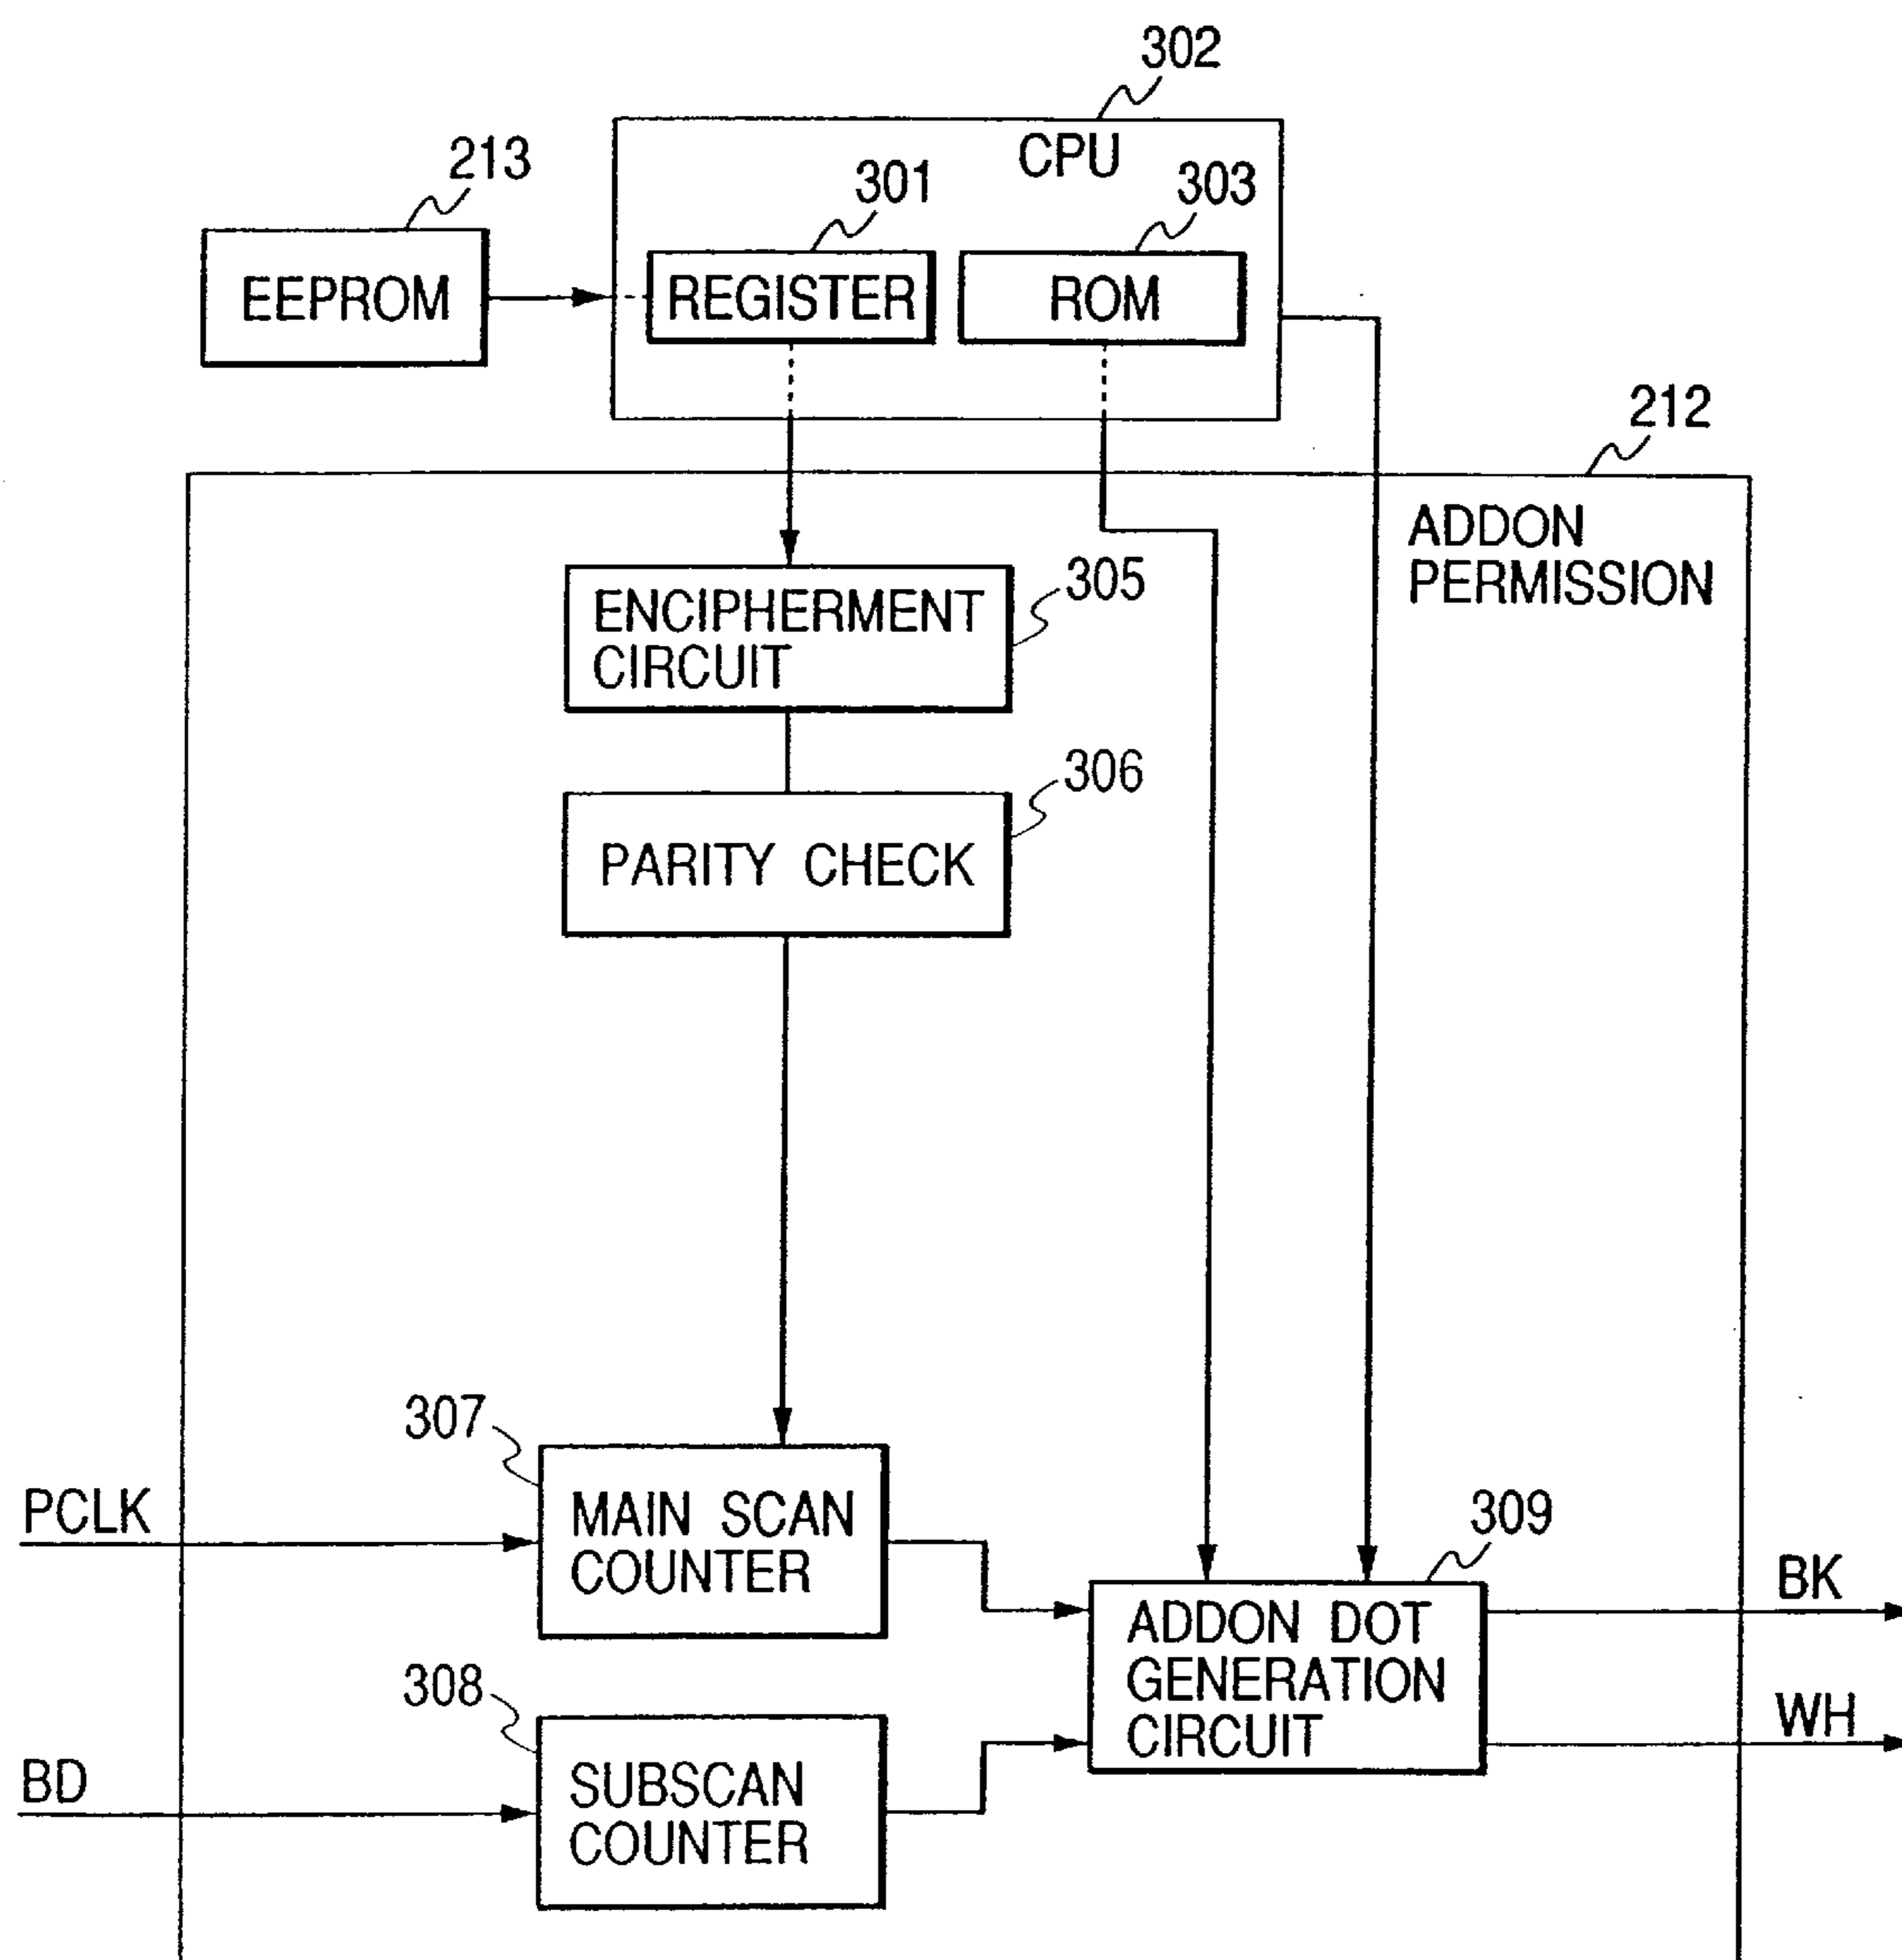 302
CPU
213
301
303
EEPROM
REGISTER
ROM
212
ADDON
PERMISSION
ENCIPHERMENT
CIRCUIT
305
306
PARITY CHECK
307
PCLK
MAIN SCAN
COUNTER
309
BK
ADDON DOT
GENERATION
CIRCUIT
WH
308
BD
SUBSCAN
COUNTER